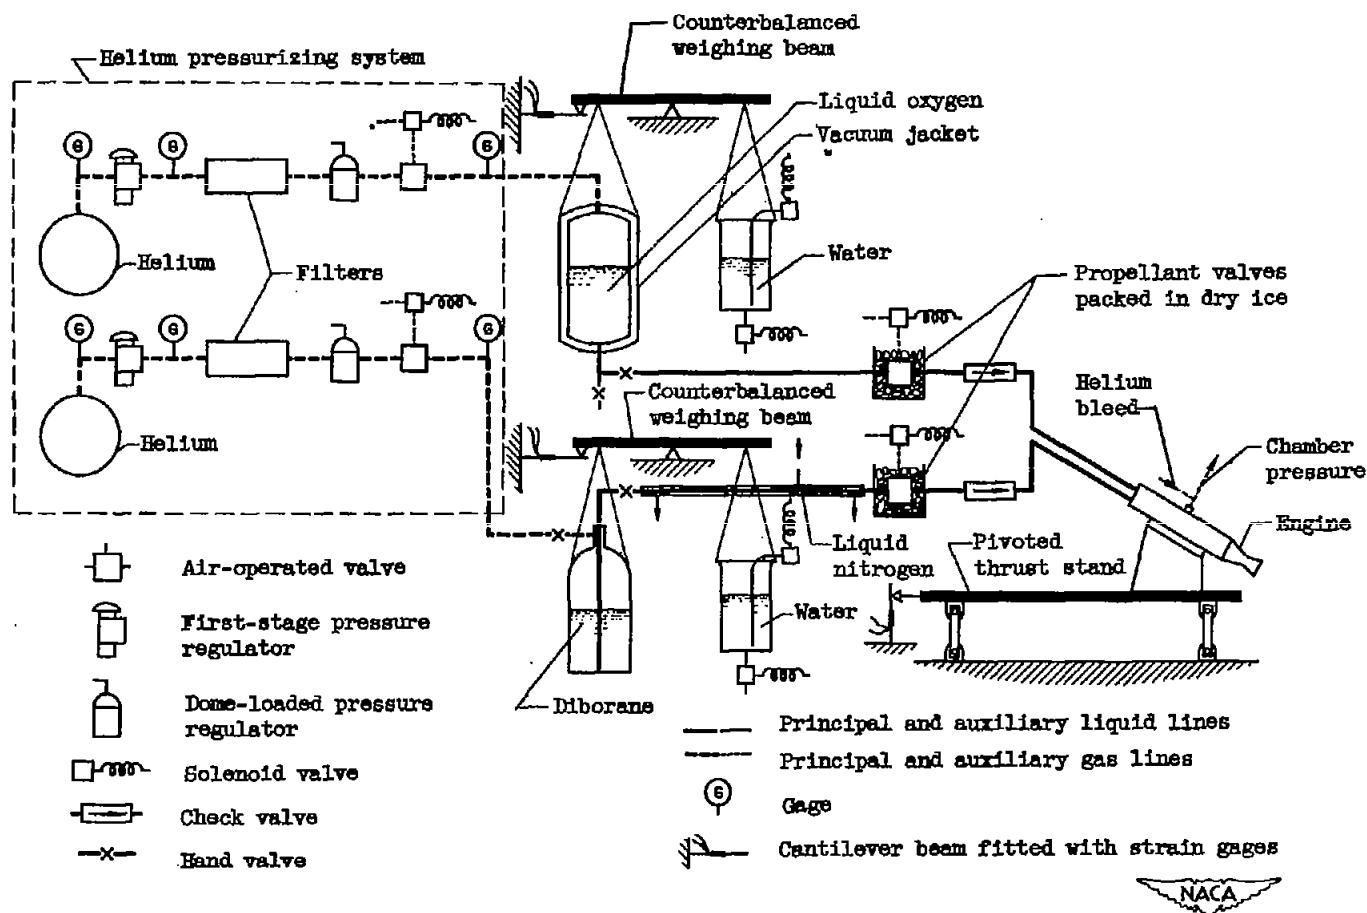 Counterbalanced
weighing beam
Helium pressurizing system
Liquid oxygen
Vacuum jacket
G
G
G
Helium
Filters
Water
Propellant valves
packed in dry ice
G
G
G
Helium
Counterbalanced
weighing beam
Helium
bleed
Chamber
pressure
Engine
Liquid
nitrogen
Pivoted
thrust stand
Water
Diborane
Air-operated valve
First-stage pressure
regulator
Dome-loaded pressure
regulator
Solenoid valve
Check valve
Hand valve
Principal and auxiliary liquid lines
Principal and auxiliary gas lines
G
Gage
Cantilever beam fitted with strain gages
NACA